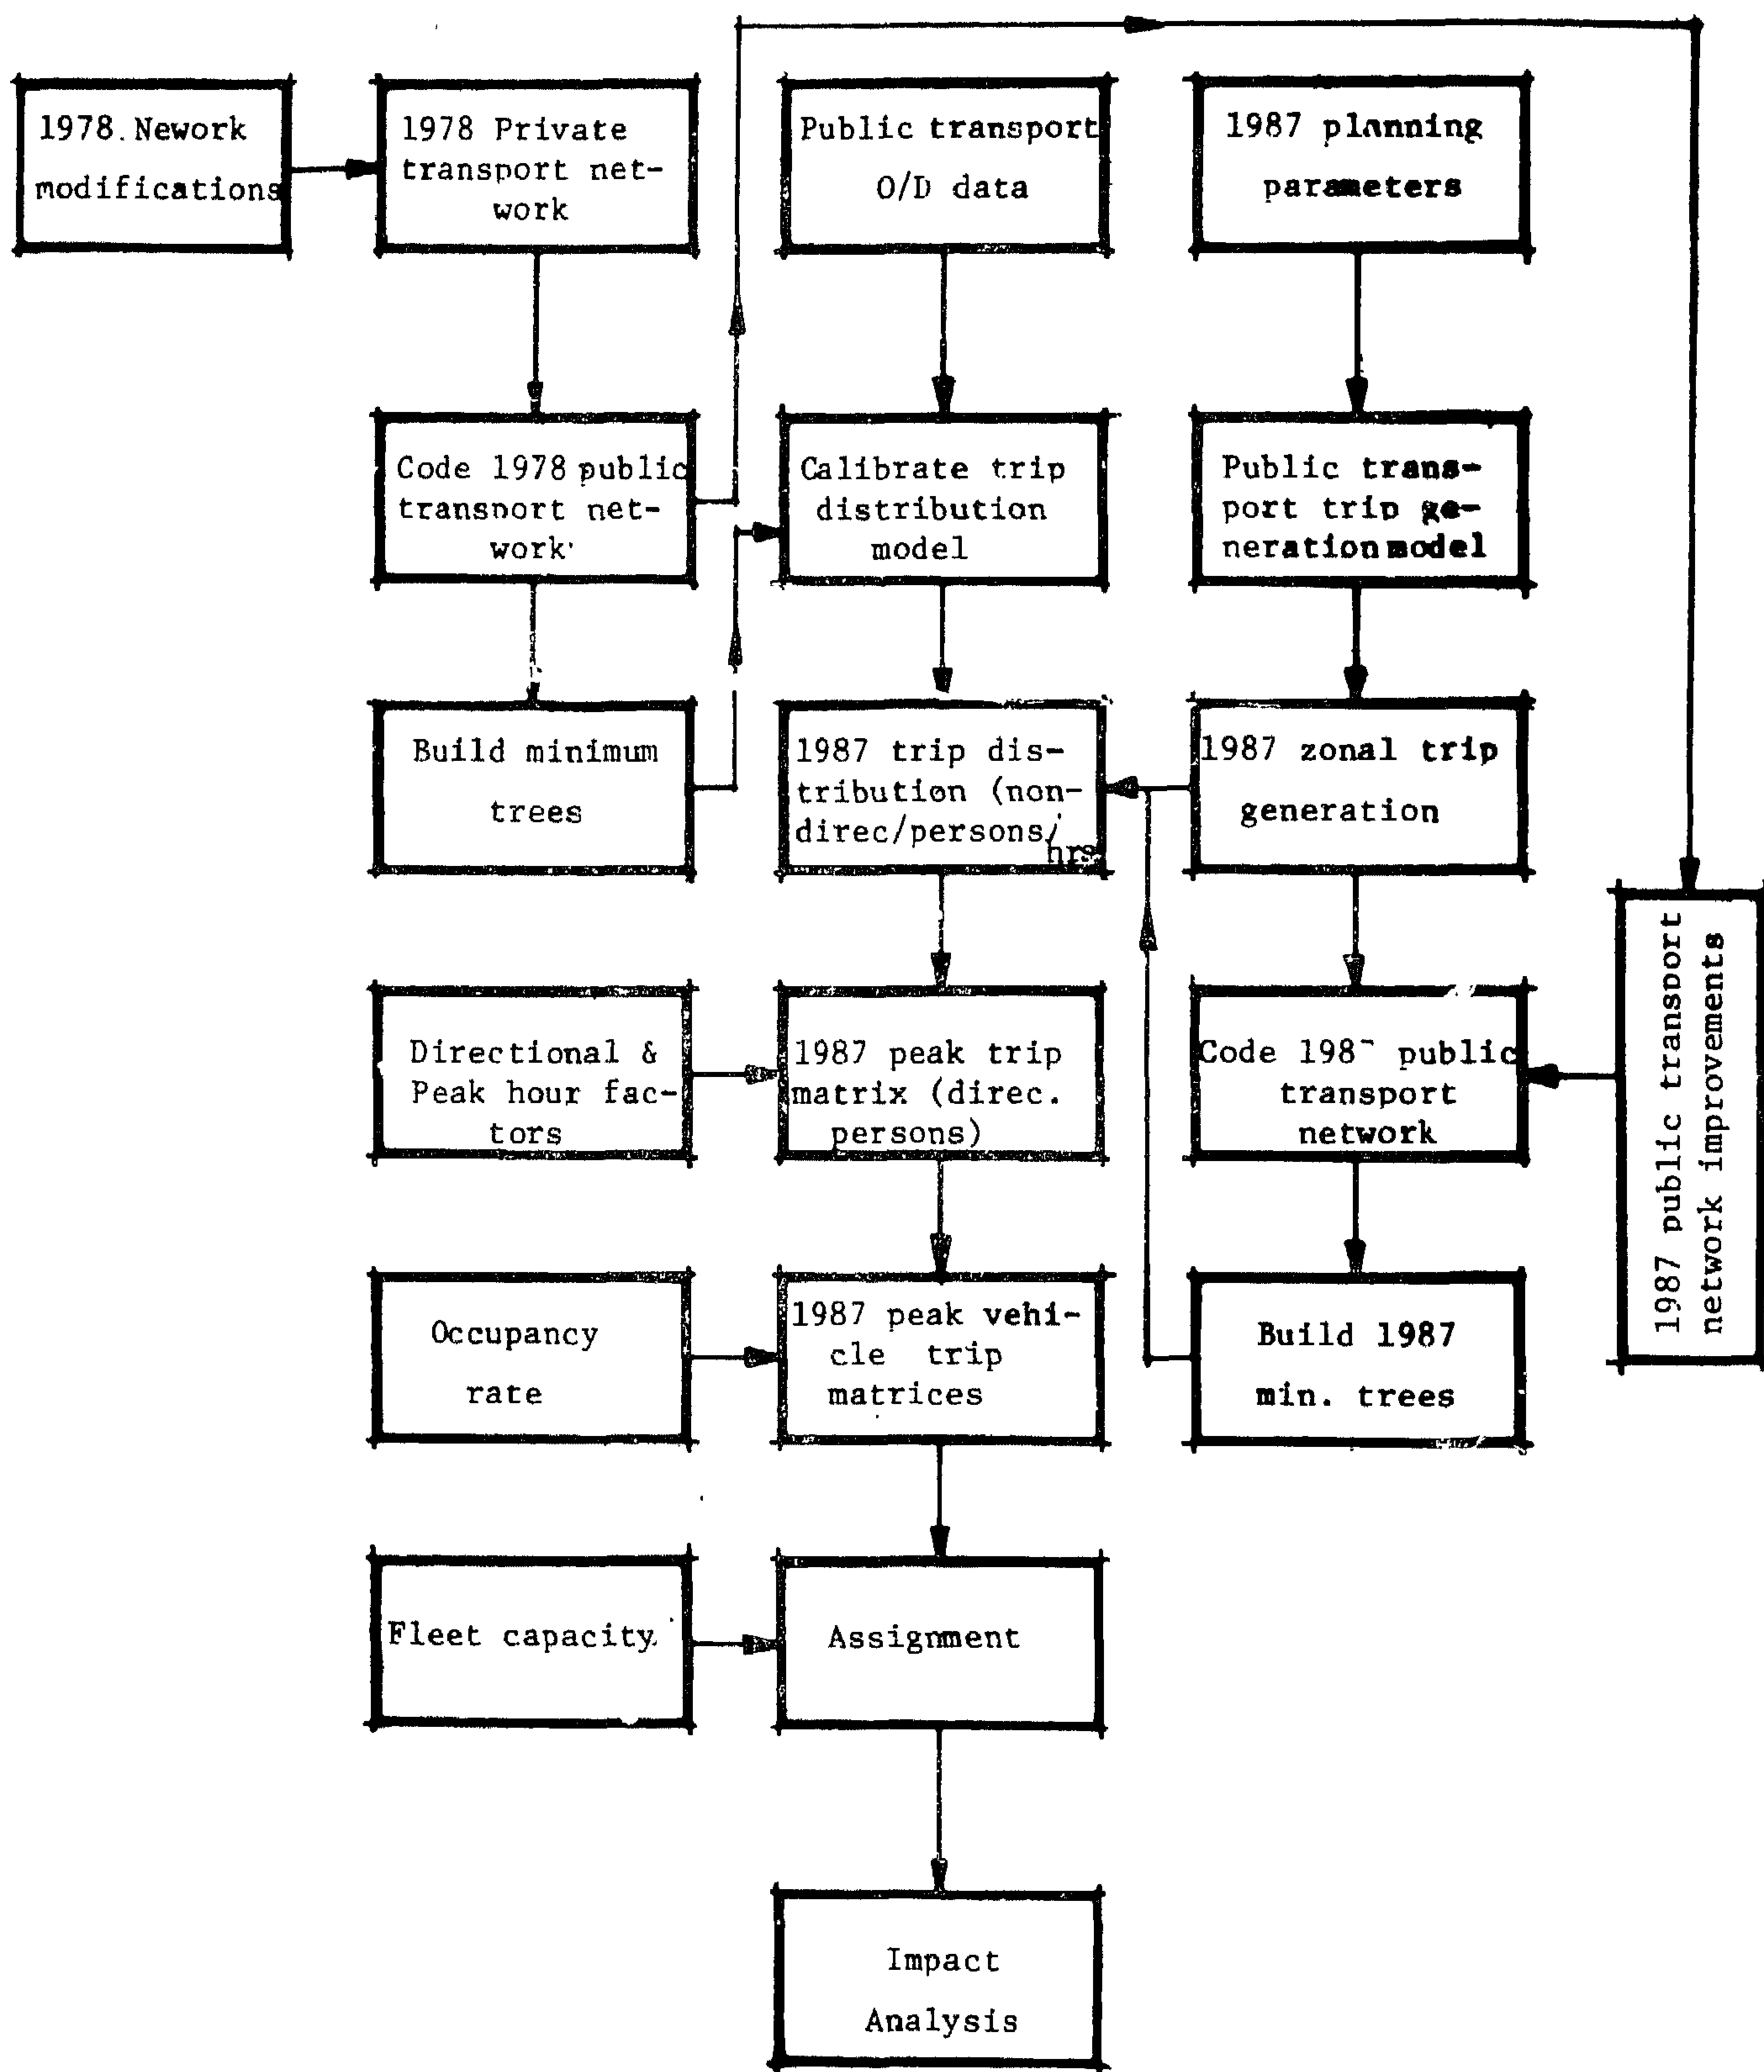 1978 Nework
modifications
1978 Private
transport net-
work
Public transport
O/D data
1987 planning
parameters
Code 1978 public
transport net-
work
Calibrate trip
distribution
model
Public trans-
port trip ge-
neration model
Build minimum
trees
1987 trip dis-
tribution (non-
direc/persons/
hrs
1987 zonal trip
generation
1987 public transport
network improvements
Directional &
Peak hour fac-
tors
1987 peak trip
matrix (direc.
persons)
Code public
transport
network
Occupancy
rate
1987 peak vehi-
cle trip
matrices
Build 1987
min. trees
Fleet capacity
Assignment
Impact
Analysis